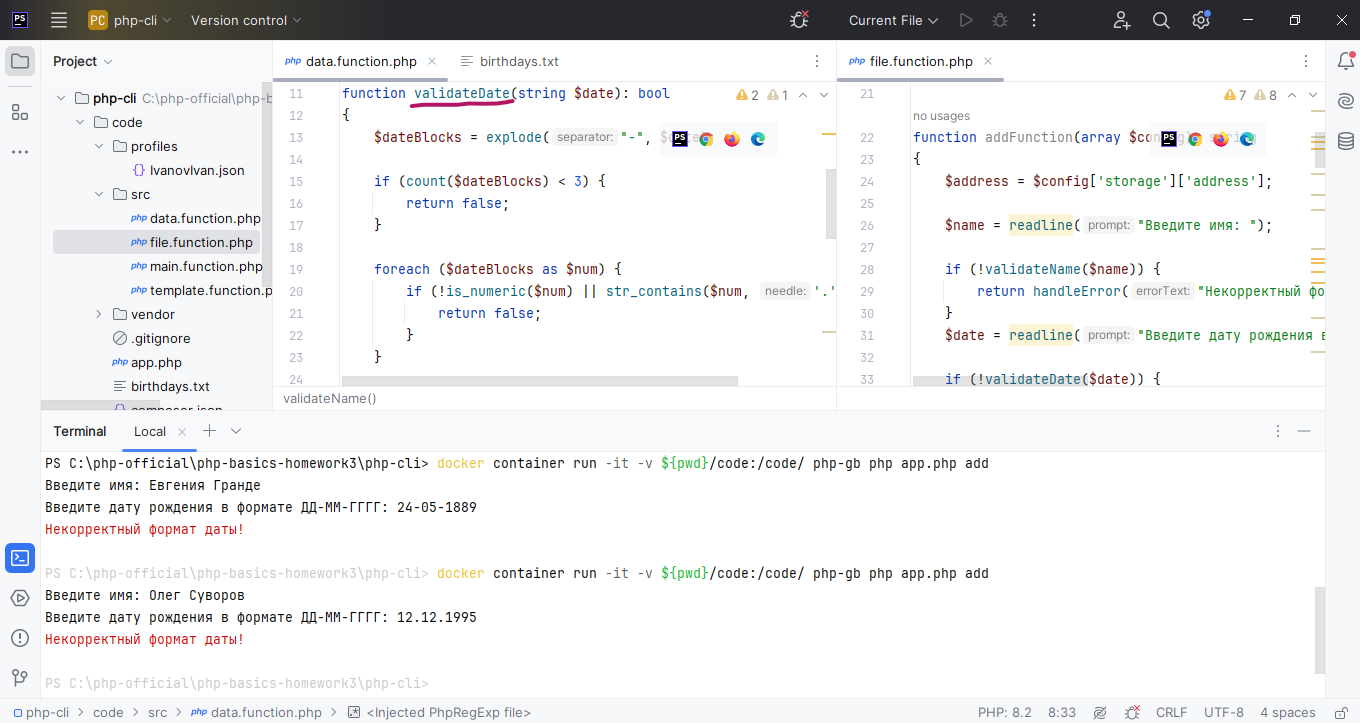 PS
PC php-cli
Version control
Current File
Project
php-cli C:\php-official\php-b
code
profiles
{} IvanovIvan.json
src
php data.function.php
php file.function.php
php main.function.php
php template.function.p
vendor
.gitignore
php app.php
birthdays.txt
{} composer.json
php data.function.php
birthdays.txt
11 function validateDate(string $date): bool
2 1
12 {
13 $dateBlocks = explode( separator: "-", $date
14
15 if (count($dateBlocks) < 3) {
16 return false;
17 }
18
19 foreach ($dateBlocks as $num) {
20 if (!is_numeric($num) || str_contains($num, needle: '.'
21 return false;
22 }
23 }
24
validateName()
php file.function.php
21
7 8
no usages
22 function addFunction(array $config) string
23 {
24 $address = $config['storage']['address'];
25
26 $name = readline( prompt: "Введите имя: ");
27
28 if (!validateName($name)) {
29 return handleError( errorText: "Некорректный фо
30 }
31 $date = readline( prompt: "Введите дату рождения в
32
33 if (!validateDate($date)) {
Terminal Local
PS C:\php-official\php-basics-homework3\php-cli> docker container run -it -v ${pwd}/code:/code/ php-gb php app.php add
Введите имя: Евгения Гранде
Введите дату рождения в формате ДД-ММ-ГГГГ: 24-05-1889
Некорректный формат даты!
PS C:\php-official\php-basics-homework3\php-cli> docker container run -it -v ${pwd}/code:/code/ php-gb php app.php add
Введите имя: Олег Суворов
Введите дату рождения в формате ДД-ММ-ГГГГ: 12.12.1995
Некорректный формат даты!
PS C:\php-official\php-basics-homework3\php-cli>
php-cli > code > src > php data.function.php > <Injected PhpRegExp file>
PHP: 8.2 8:33 CRLF UTF-8 4 spaces